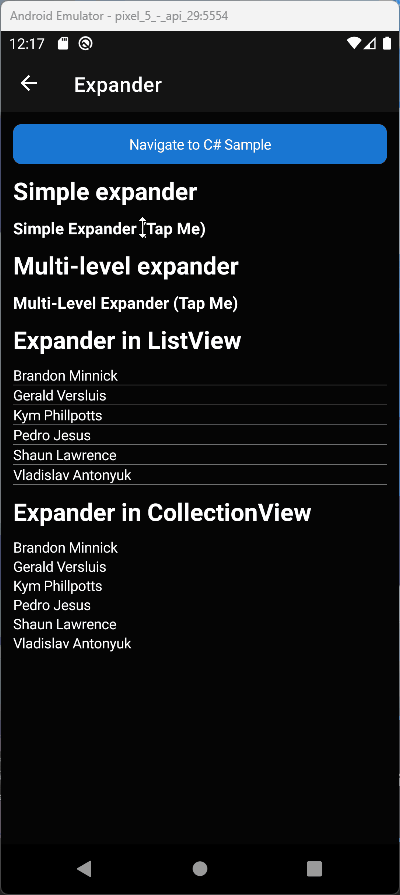 Android Emulator - pixel_5_-_api_29:5554
12:17
Expander
Navigate to C# Sample
Simple expander
Simple Expander (Tap Me)
Multi-level expander
Multi-Level Expander (Tap Me)
Expander in ListView
Brandon Minnick
Gerald Versluis
Kym Phillpotts
Pedro Jesus
Shaun Lawrence
Vladislav Antonyuk
Expander in CollectionView
Brandon Minnick
Gerald Versluis
Kym Phillpotts
Pedro Jesus
Shaun Lawrence
Vladislav Antonyuk